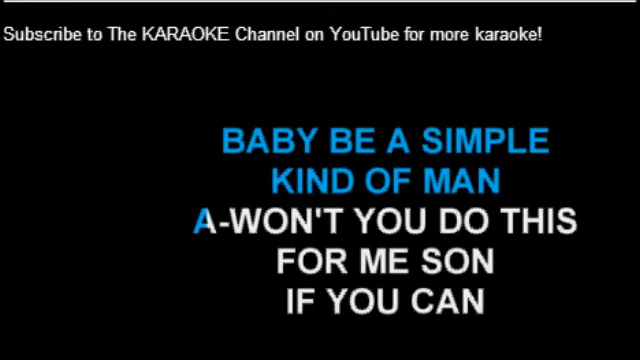 Subscribe to The KARAOKE Channel on YouTube for more karaoke!
BABY BE A SIMPLE
KIND OF MAN
A-WON'T YOU DO THIS
FOR ME SON
IF YOU CAN